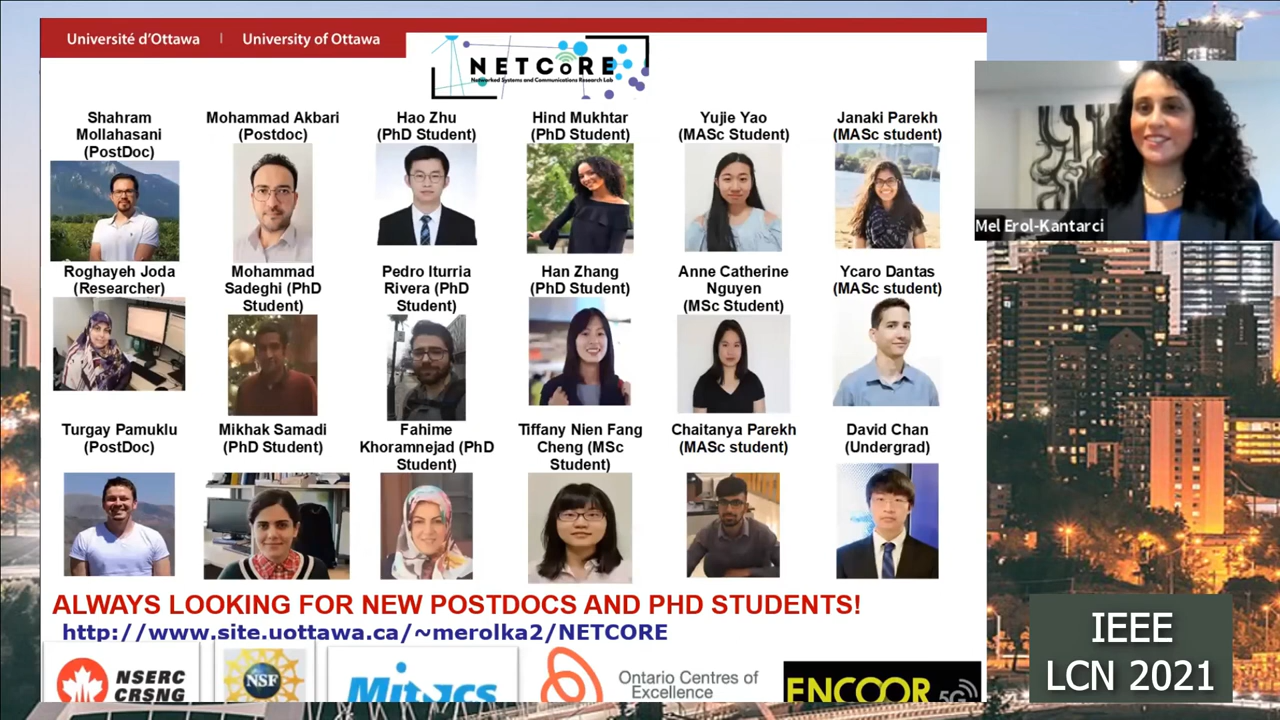 Université d'Ottawa | University of Ottawa
NETCORE
Networked Systems and Communications Research Lab
Shahram
Mollahasani
(PostDoc)
Mohammad Akbari
(Postdoc)
Hao Zhu
(PhD Student)
Hind Mukhtar
(PhD Student)
Yujie Yao
(MASc Student)
Janaki Parekh
(MASc student)
Mel Erol-Kantarci
Roghayeh Joda
(Researcher)
Mohammad
Sadeghi (PhD
Student)
Pedro Iturria
Rivera (PhD
Student)
Han Zhang
(PhD Student)
Anne Catherine
Nguyen
(MSc Student)
Ycaro Dantas
(MASc student)
Turgay Pamuklu
(PostDoc)
Mikhak Samadi
(PhD Student)
Fahime
Khoramnejad (PhD
Student)
Tiffany Nien Fang
Cheng (MSc
Student)
Chaitanya Parekh
(MASc student)
David Chan
(Undergrad)
ALWAYS LOOKING FOR NEW POSTDOCS AND PHD STUDENTS!
http://www.site.uottawa.ca/~merolka2/NETCORE
NSERC
CRSNG
NSF
Mitacs
Ontario Centres of
Excellence
ENCQOR 5G
IEEE
LCN 2021